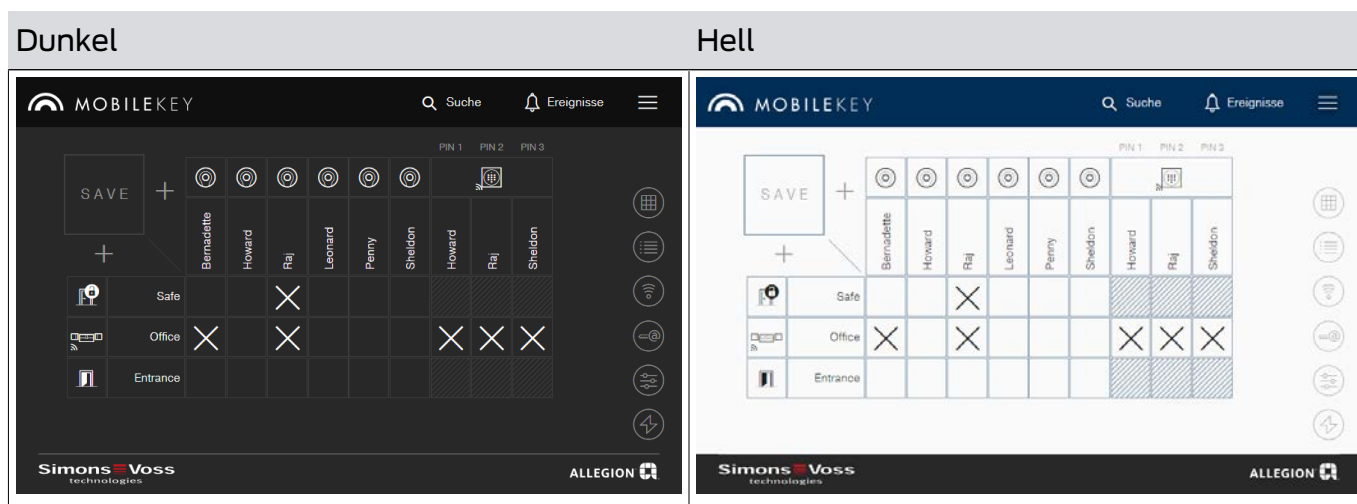 Dunkel
Hell
MOBILEKEY
Suche
Ereignisse
PIN 1 PIN 2 PIN 3
SAVE
Bernadette
Howard
Raj
Leonard
Penny
Sheldon
Howard
Raj
Sheldon
Safe
Office
Entrance
SimonsVoss
technologies
ALLEGION
MOBILEKEY
Suche
Ereignisse
PIN 1 PIN 2 PIN 3
SAVE
Bernadette
Howard
Raj
Leonard
Penny
Sheldon
Howard
Raj
Sheldon
Safe
Office
Entrance
SimonsVoss
technologies
ALLEGION